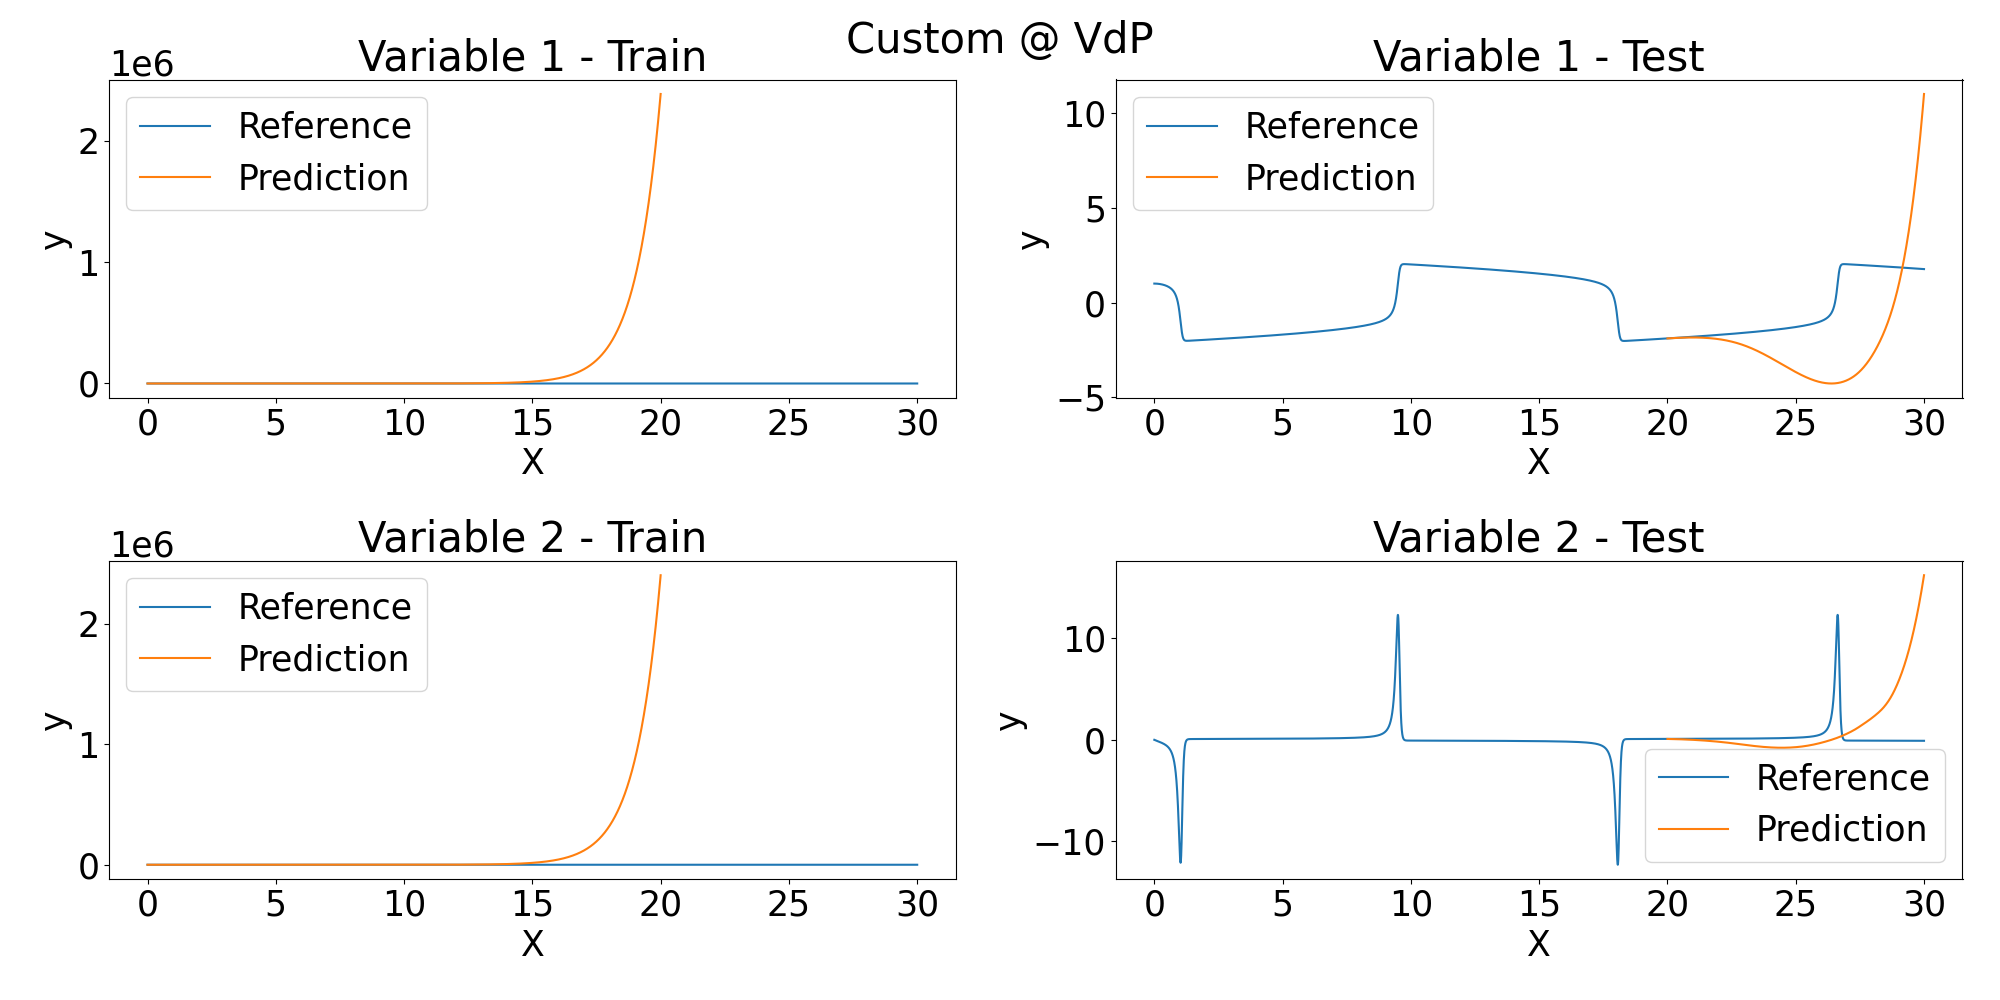 Custom @ VdP
Variable 1 - Train
1e6
Reference
Prediction
y
2
1
0
0 5 10 15 20 25 30
X
Variable 1 - Test
Reference
Prediction
y
10
5
0
−5
0 5 10 15 20 25 30
X
Variable 2 - Train
1e6
Reference
Prediction
y
2
1
0
0 5 10 15 20 25 30
X
Variable 2 - Test
y
10
0
−10
Reference
Prediction
0 5 10 15 20 25 30
X